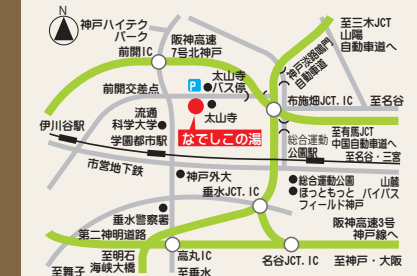 N
神戸ハイテク
パーク
前開IC
阪神高速
7号北神戸
至三木JCT
山陽
自動車道へ
神戸淡路鳴門
自動車道
太山寺
バス停
P
前開交差点
布施畑JCT.IC
至名谷
太山寺
流通
科学大学
伊川谷駅
学園都市駅
なでしこの湯
総合運動
公園駅
至有馬JCT
中国自動車道へ
至名谷・三宮
市営地下鉄
神戸外大
垂水JCT.IC
総合運動公園
ほっともっと
フィールド神戸
山麓
バイパス
垂水警察署
第二神明道路
阪神高速3号
神戸線へ
至明石
海峡大橋
高丸IC
名谷JCT.IC
至神戸・大阪
至舞子
至垂水